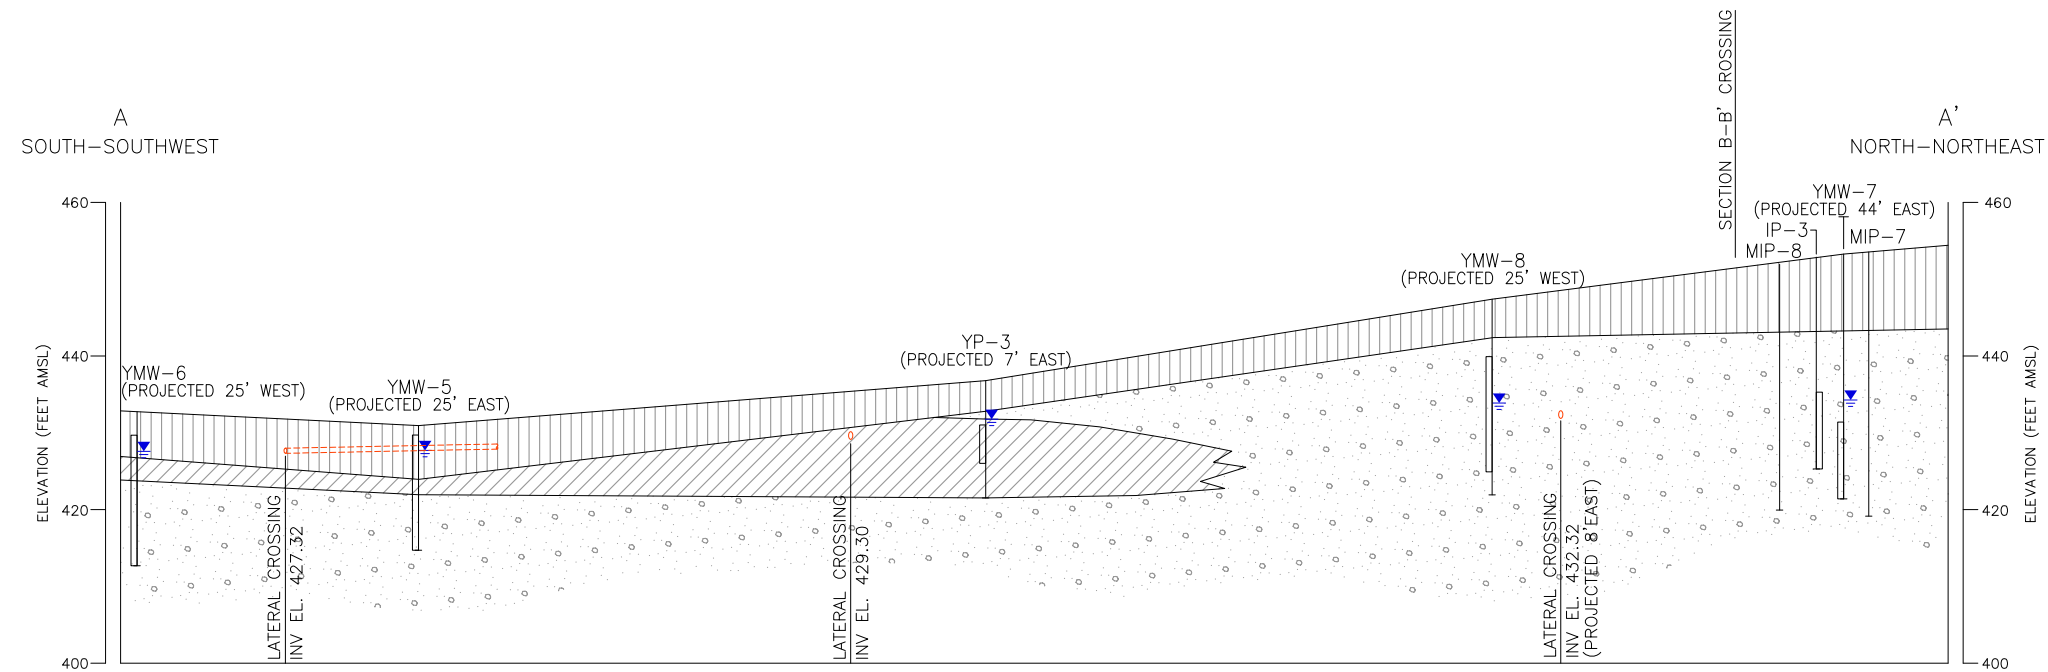 SECTION B-B' CROSSING
A
SOUTH-SOUTHWEST
A'
NORTH-NORTHEAST
460
460
YMW-7
(PROJECTED 44' EAST)
IP-3
MIP-7
MIP-8
YMW-8
(PROJECTED 25' WEST)
YP-3
(PROJECTED 7' EAST)
440
440
ELEVATION (FEET AMSL)
ELEVATION (FEET AMSL)
YMW-6
(PROJECTED 25' WEST)
YMW-5
(PROJECTED 25' EAST)
420
420
LATERAL CROSSING
INV EL. 427.32
LATERAL CROSSING
INV EL. 429.30
LATERAL CROSSING
INV EL. 432.32
(PROJECTED 8'EAST)
400
400